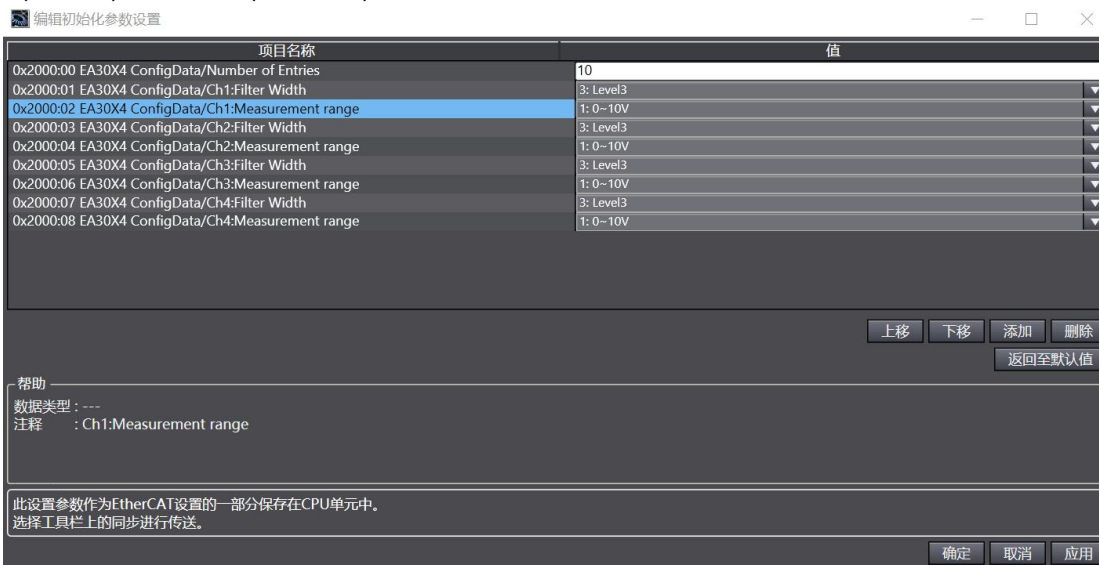 编辑初始化参数设置
项目名称 值
0x2000:00 EA30X4 ConfigData/Number of Entries 10
0x2000:01 EA30X4 ConfigData/Ch1:Filter Width 3: Level3
0x2000:02 EA30X4 ConfigData/Ch1:Measurement range 1: 0~10V
0x2000:03 EA30X4 ConfigData/Ch2:Filter Width 3: Level3
0x2000:04 EA30X4 ConfigData/Ch2:Measurement range 1: 0~10V
0x2000:05 EA30X4 ConfigData/Ch3:Filter Width 3: Level3
0x2000:06 EA30X4 ConfigData/Ch3:Measurement range 1: 0~10V
0x2000:07 EA30X4 ConfigData/Ch4:Filter Width 3: Level3
0x2000:08 EA30X4 ConfigData/Ch4:Measurement range 1: 0~10V
上移 下移 添加 删除
返回至默认值
帮助
数据类型 : ---
注释 : Ch1:Measurement range
此设置参数作为EtherCAT设置的一部分保存在CPU单元中。
选择工具栏上的同步进行传送。
确定 取消 应用